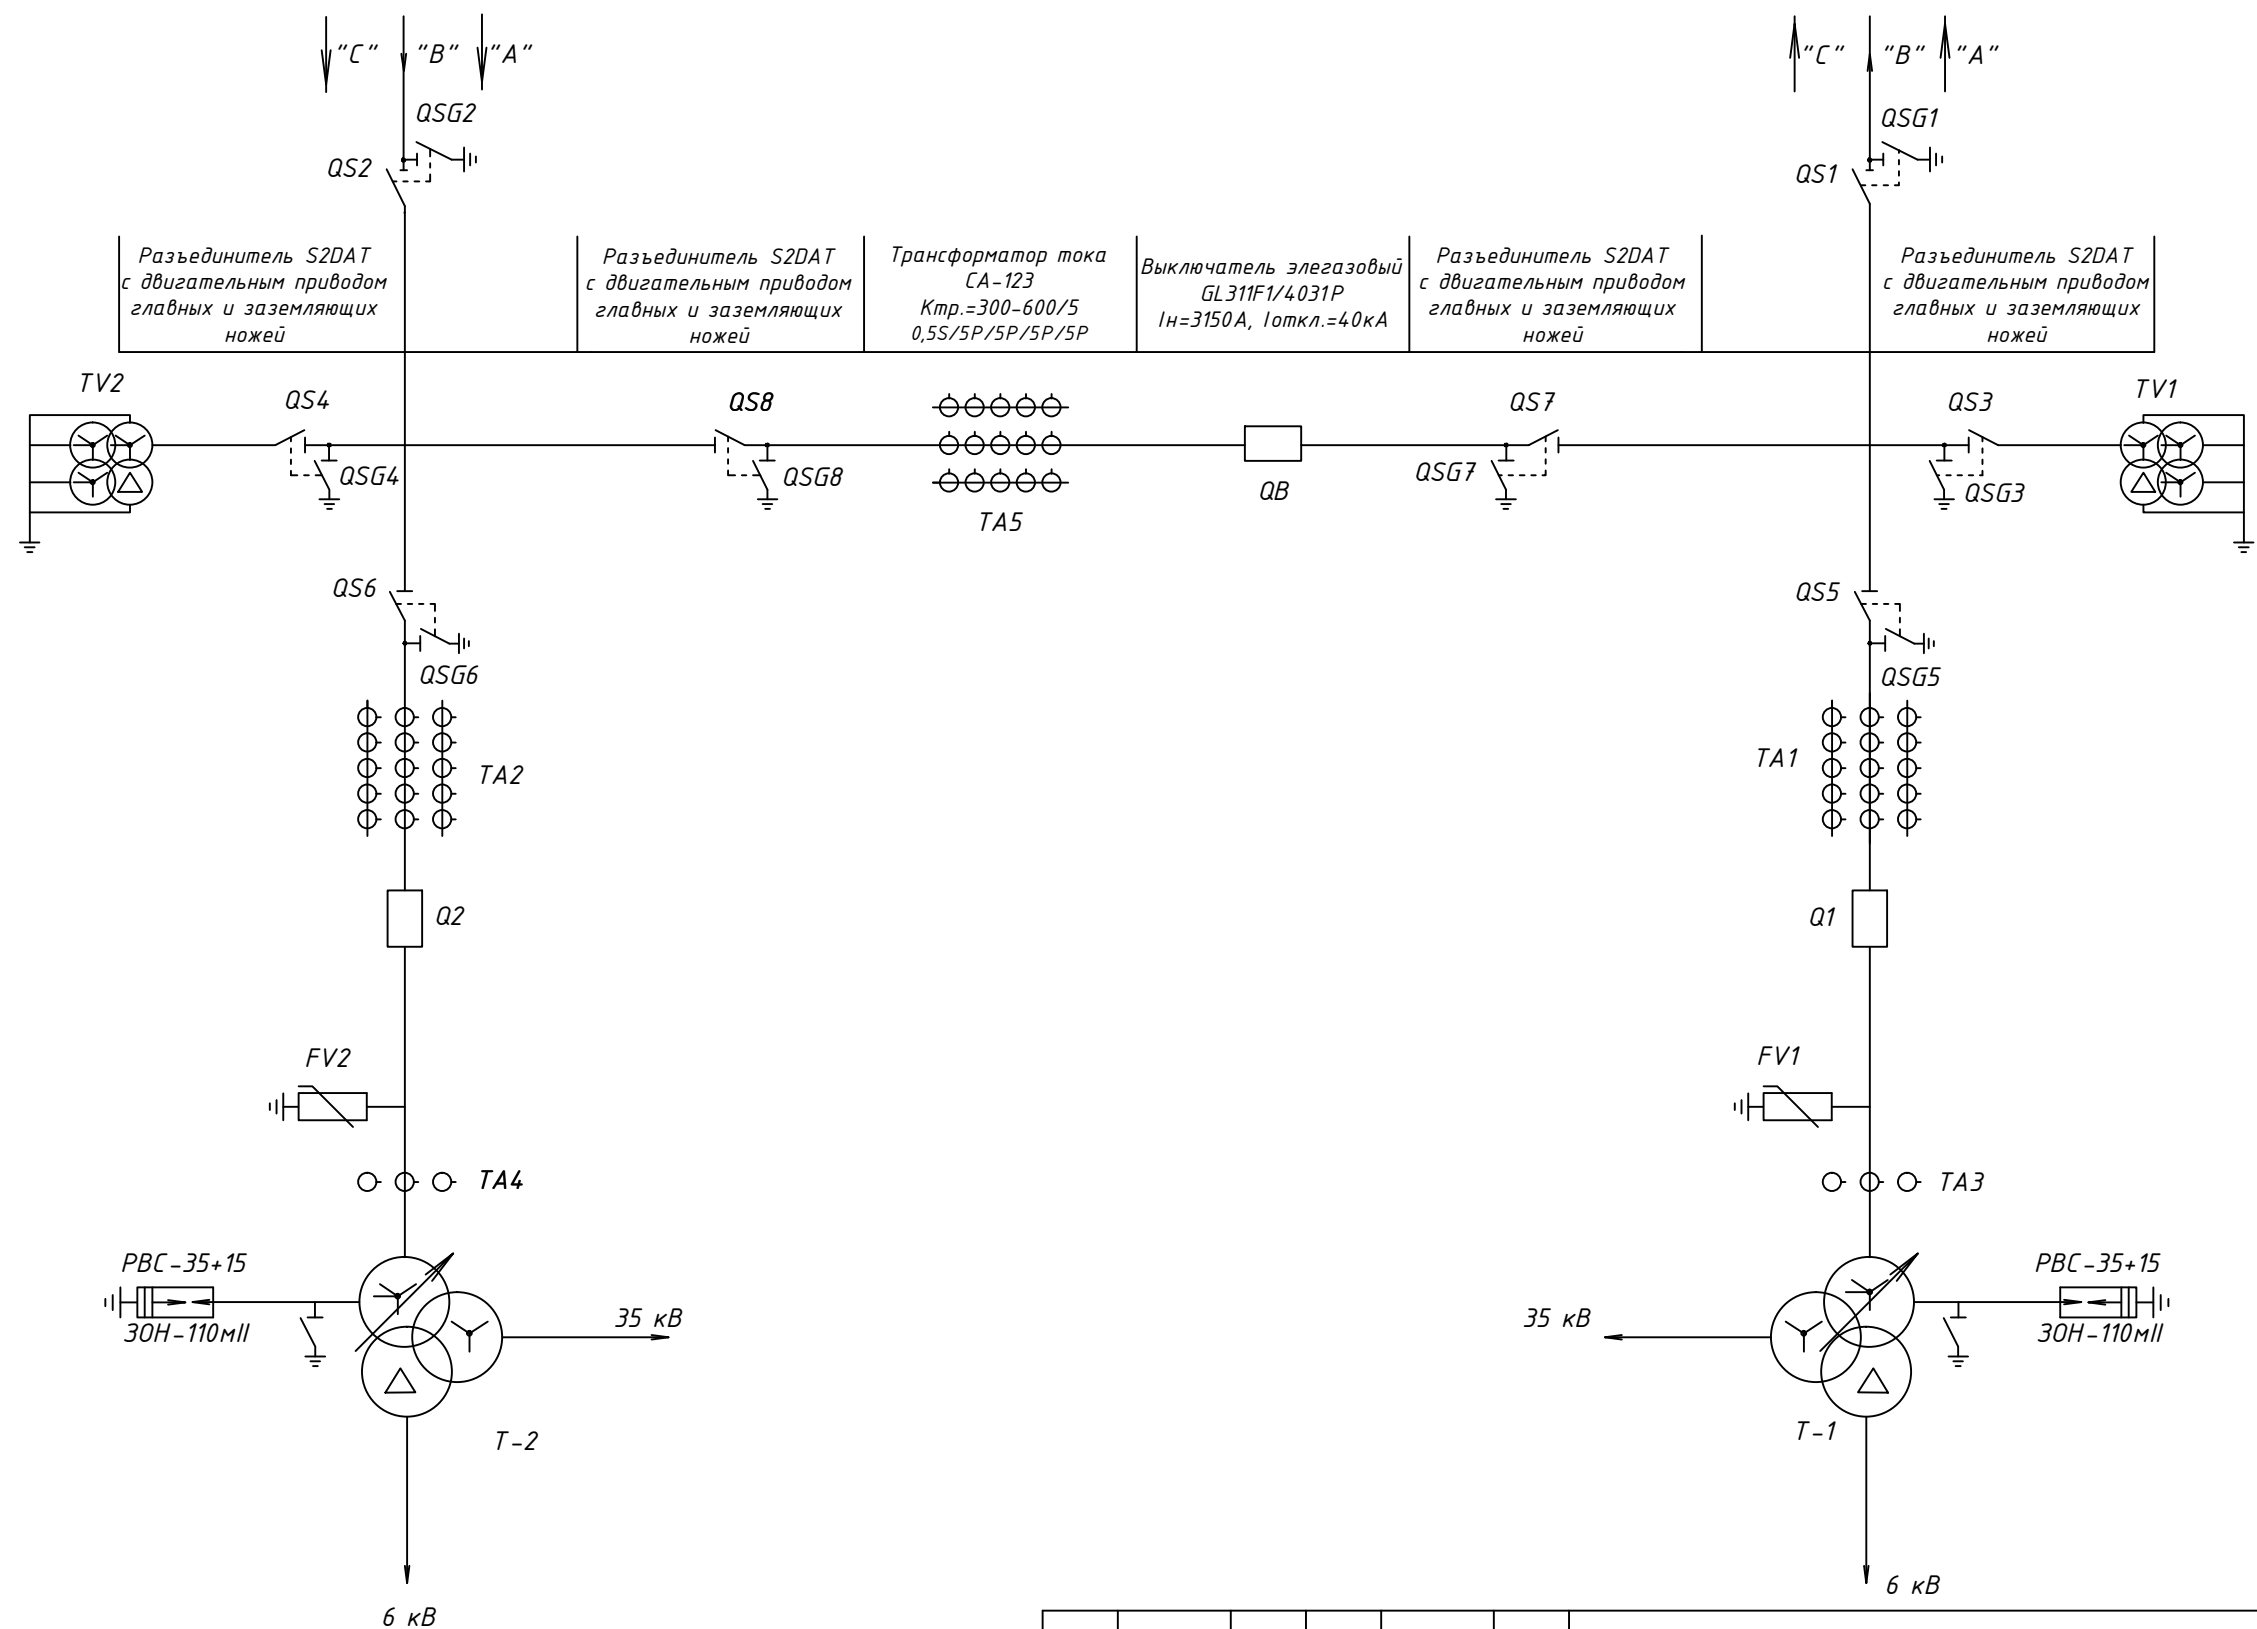 "С" "В" "А"
"С" "В" "А"
QSG2
QSG1
QS2
QS1
Разъединитель S2DAT
с двигательным приводом
главных и заземляющих
ножей
Разъединитель S2DAT
с двигательным приводом
главных и заземляющих
ножей
Трансформатор тока
СА-123
Ктр.=300-600/5
0,5S/5P/5P/5P/5P
Выключатель элегазовый
GL311F1/4031P
Iн=3150А, Iоткл.=40кА
Разъединитель S2DAT
с двигательным приводом
главных и заземляющих
ножей
Разъединитель S2DAT
с двигательным приводом
главных и заземляющих
ножей
TV2
QS4
QS8
QS7
QS3
TV1
QSG4
QSG8
TA5
QB
QSG7
QSG3
QS6
QS5
QSG6
QSG5
TA2
TA1
Q2
Q1
FV2
FV1
TA4
TA3
РВС-35+15
ЗОН-110мII
35 кВ
35 кВ
РВС-35+15
ЗОН-110мII
Т-2
Т-1
6 кВ
6 кВ